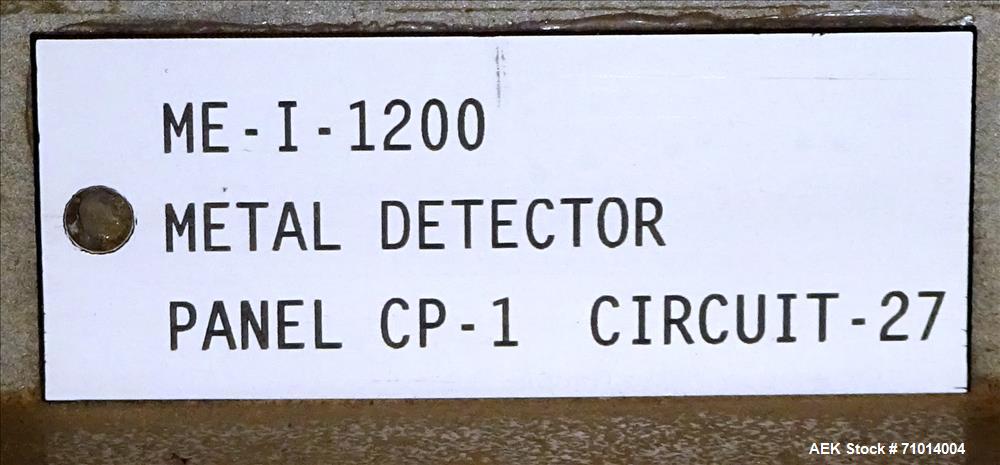 ME-I-1200
METAL DETECTOR
PANEL CP-1 CIRCUIT-27
AEK Stock # 71014004